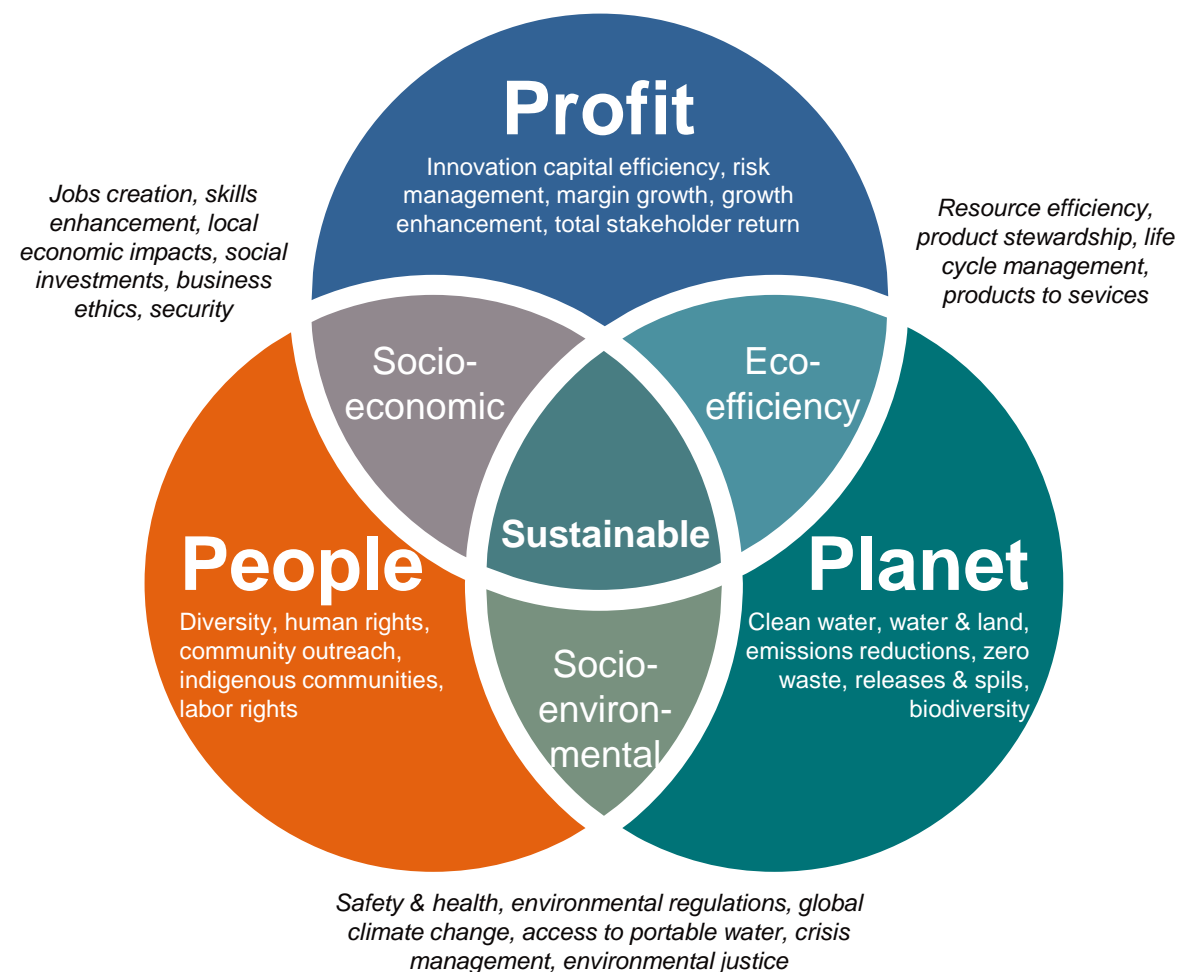 Profit
Innovation capital efficiency, risk
management, margin growth, growth
enhancement, total stakeholder return
Jobs creation, skills
enhancement, local
economic impacts, social
investments, business
ethics, security
Resource efficiency,
product stewardship, life
cycle management,
products to sevices
Socio-
economic
Eco-
efficiency
Sustainable
People
Diversity, human rights,
community outreach,
indigenous communities,
labor rights
Planet
Clean water, water & land,
emissions reductions, zero
waste, releases & spils,
biodiversity
Socio-
environ-
mental
Safety & health, environmental regulations, global
climate change, access to portable water, crisis
management, environmental justice